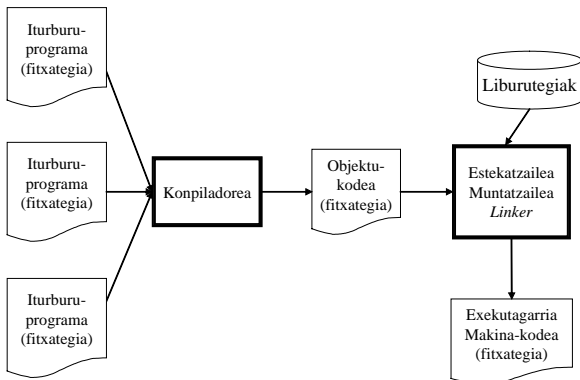 Iturburu-
programa
(fitxategia)
Iturburu-
programa
(fitxategia)
Iturburu-
programa
(fitxategia)
Konpiladorea
Objektu-
kodea
(fitxategia)
Liburutegiak
Estekatzailea
Muntatzailea
Linker
Exekutagarria
Makina-kodea
(fitxategia)